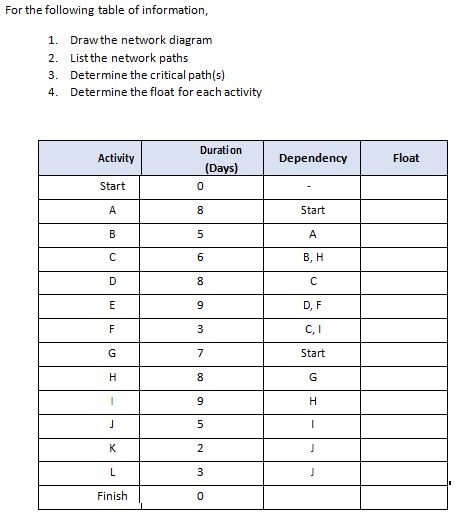 For the following table of information,
1. Draw the network diagram
2. List the network paths
3. Determine the critical path(s)
4. Determine the float for each activity
Activity Duration (Days) Dependency Float
Start 0 -
A 8 Start
B 5 A
C 6 B, H
D 8 C
E 9 D, F
F 3 C, I
G 7 Start
H 8 G
I 9 H
J 5 I
K 2 J
L 3 J
Finish 0